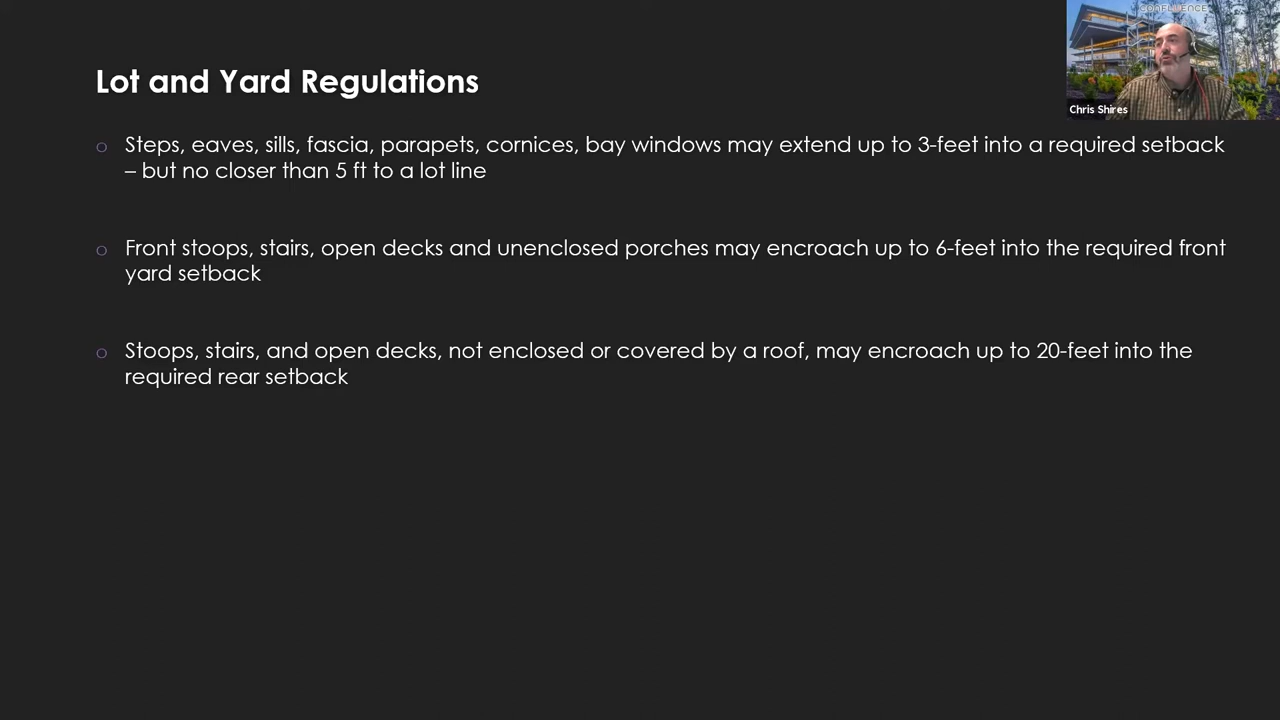 CONFLUENCE
Chris Shires
Lot and Yard Regulations
o Steps, eaves, sills, fascia, parapets, cornices, bay windows may extend up to 3-feet into a required setback
– but no closer than 5 ft to a lot line
o Front stoops, stairs, open decks and unenclosed porches may encroach up to 6-feet into the required front
yard setback
o Stoops, stairs, and open decks, not enclosed or covered by a roof, may encroach up to 20-feet into the
required rear setback